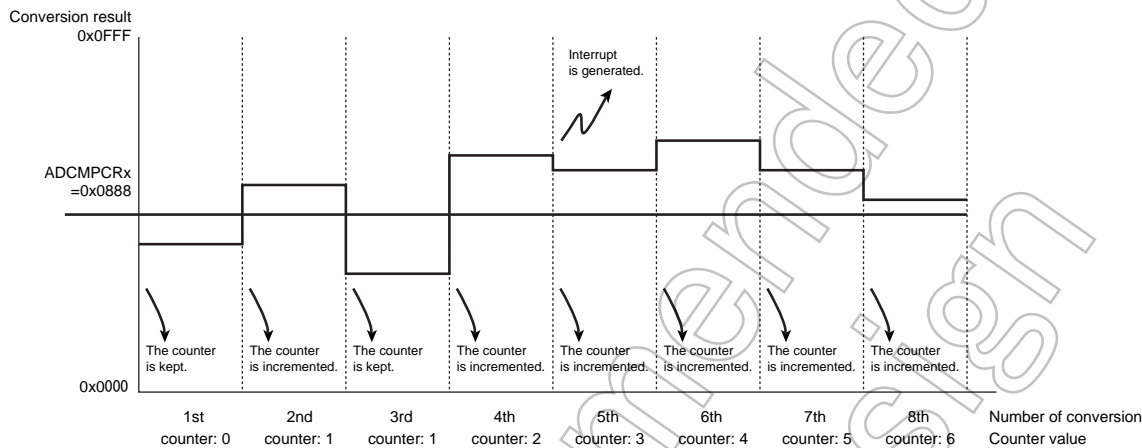 Conversion result
0x0FFF
Interrupt
is generated.
ADCMPCRx
=0x0888
The counter
is kept.
The counter
is incremented.
The counter
is kept.
The counter
is incremented.
The counter
is incremented.
The counter
is incremented.
The counter
is incremented.
The counter
is incremented.
0x0000
1st 2nd 3rd 4th 5th 6th 7th 8th Number of conversion
counter: 0 counter: 1 counter: 1 counter: 2 counter: 3 counter: 4 counter: 5 counter: 6 Counter value